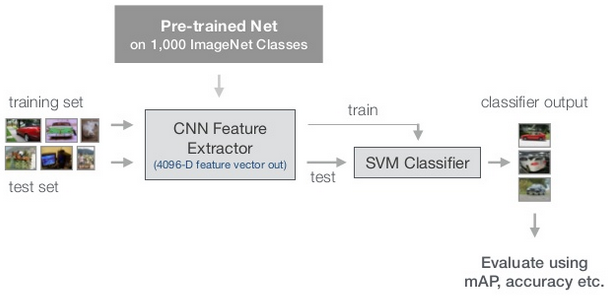 Pre-trained Net
on 1,000 ImageNet Classes
training set
train
classifier output
CNN Feature
Extractor
(4096-D feature vector out)
SVM Classifier
test
test set
Evaluate using
mAP, accuracy etc.